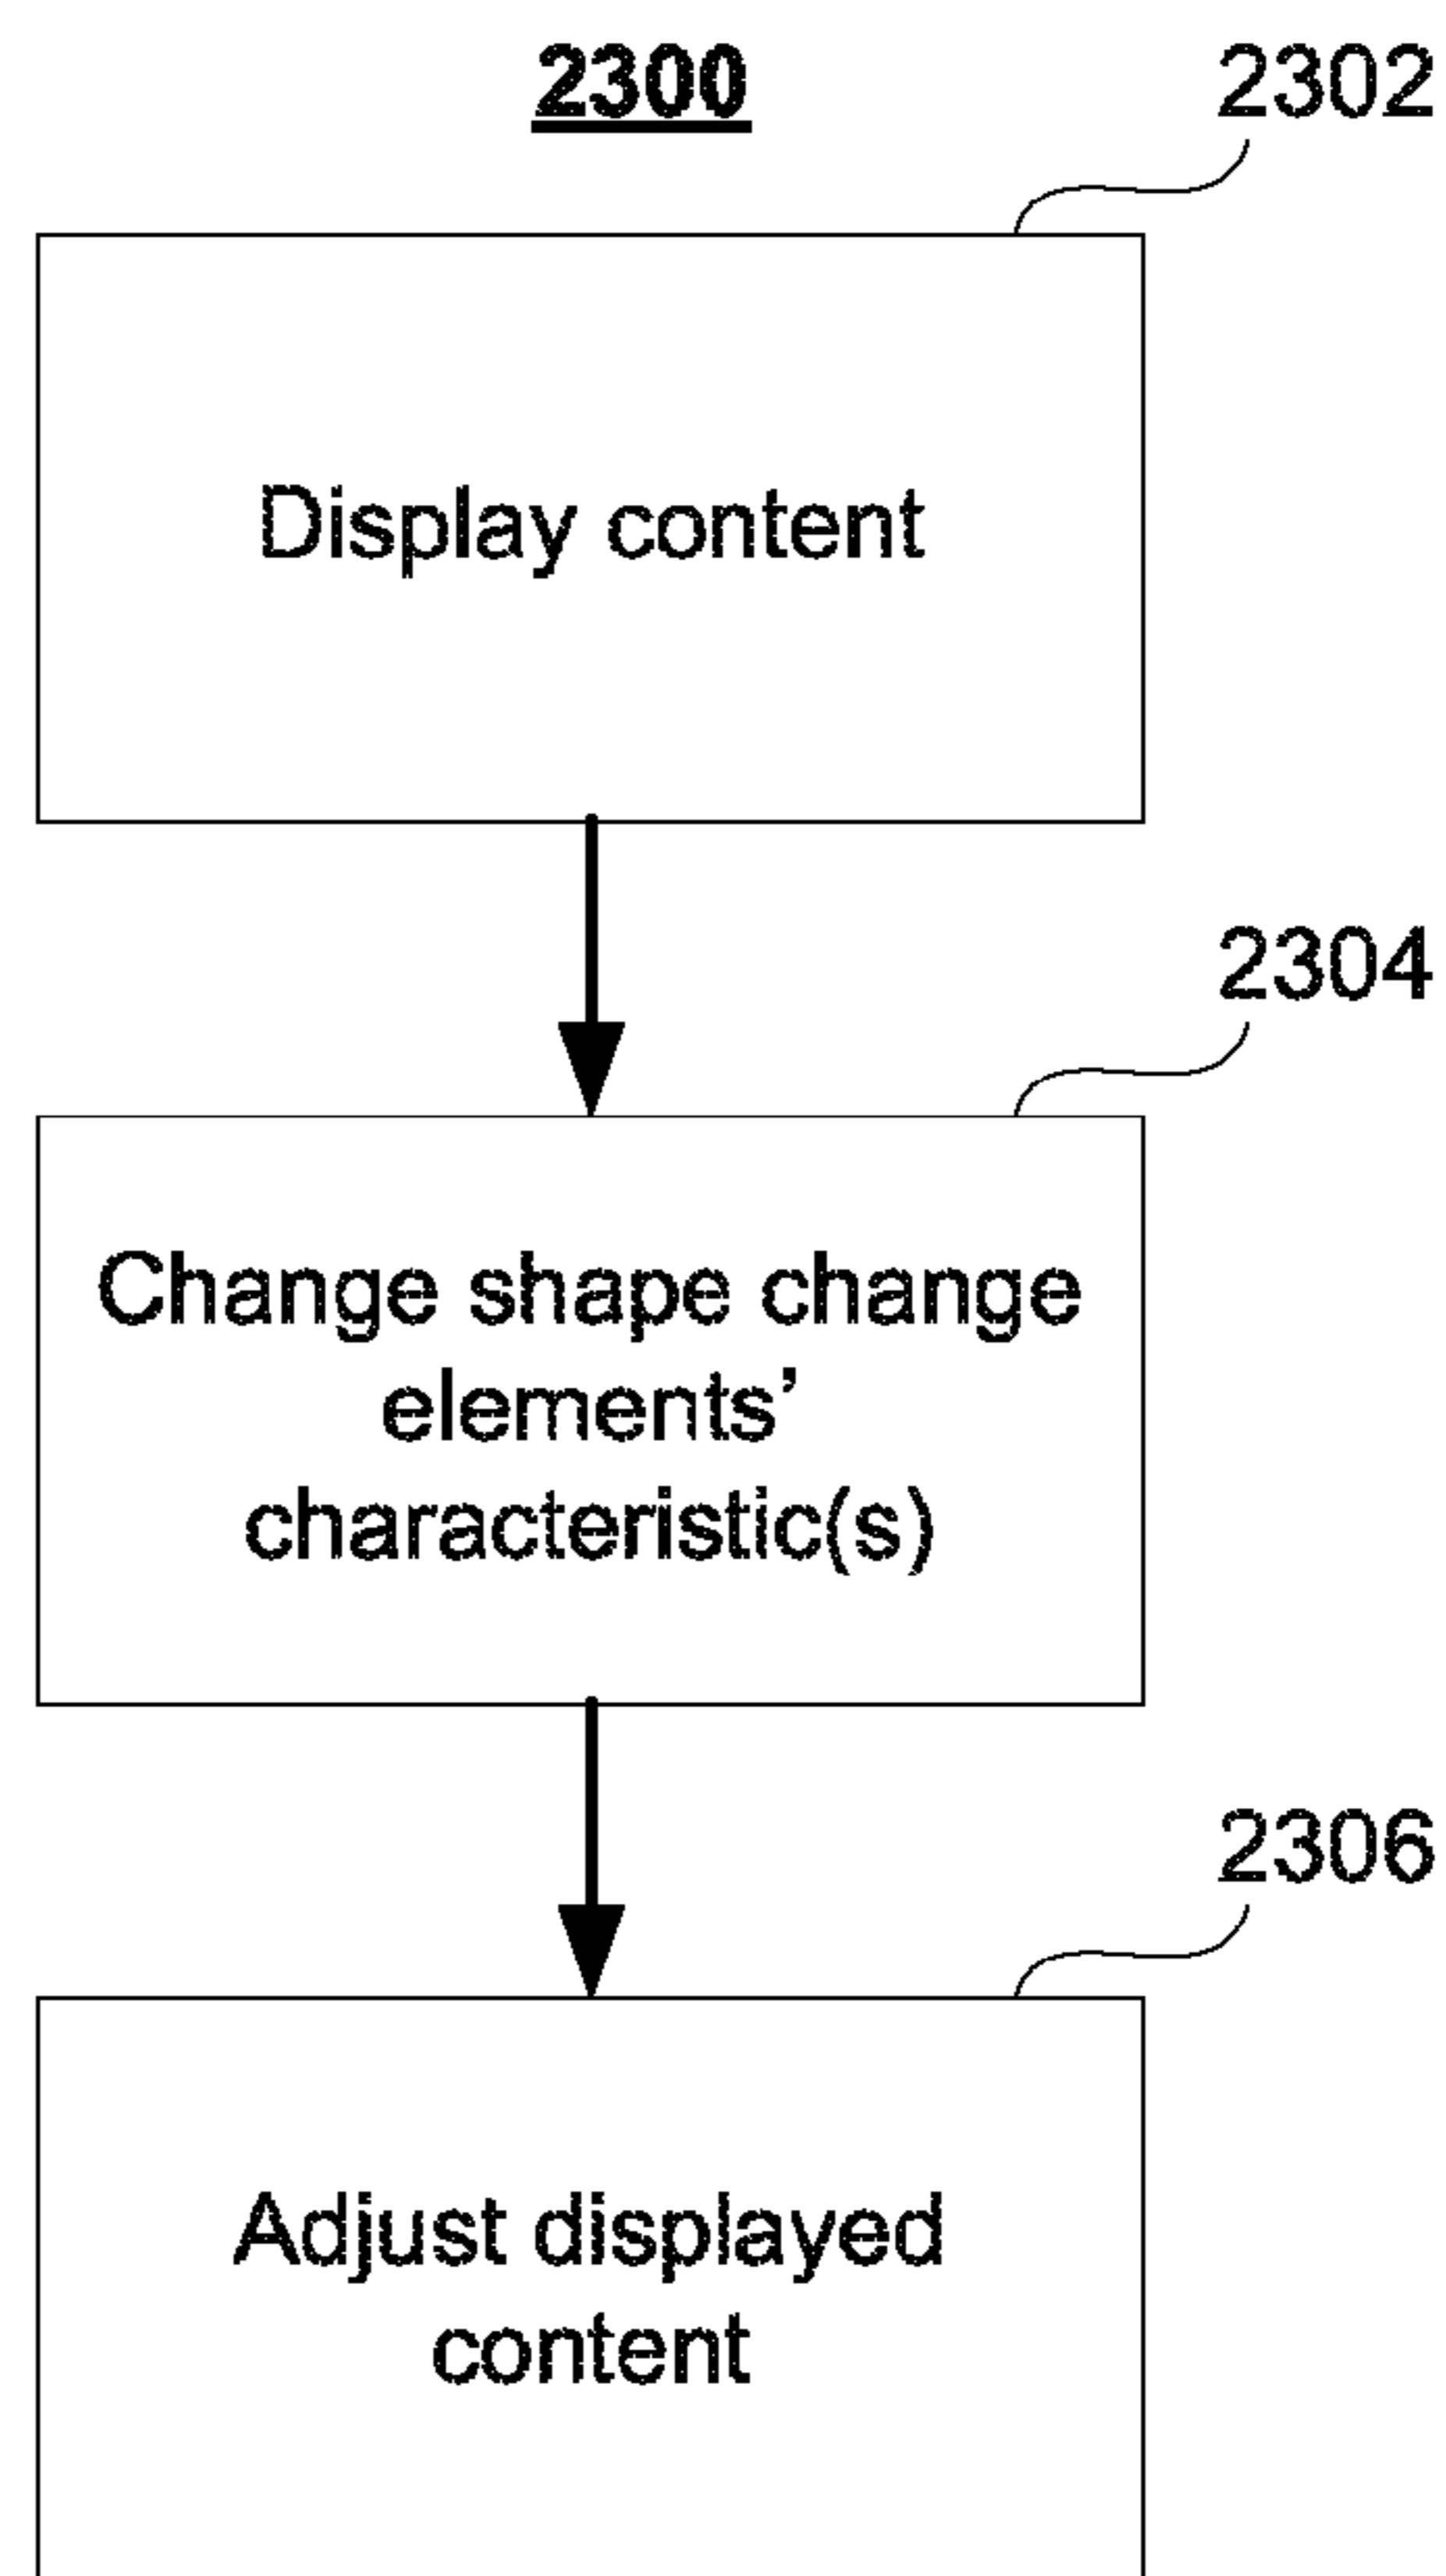 2300
2302
Display content
2304
Change shape change
elements’
characteristic(s)
2306
Adjust displayed
content